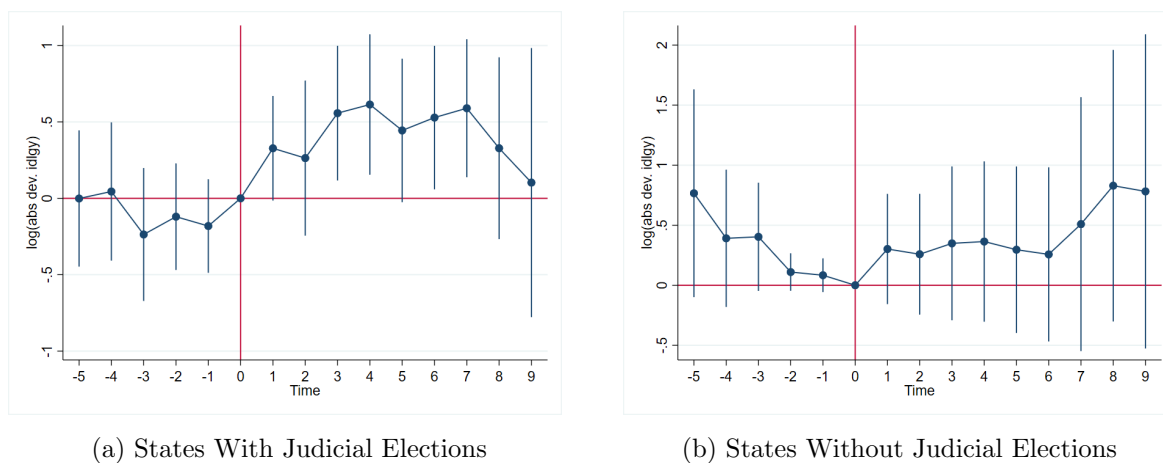 log(abs dev. idlgy)
1
.5
0
-.5
-1
-5 -4 -3 -2 -1 0 1 2 3 4 5 6 7 8 9
Time
(a) States With Judicial Elections
log(abs dev. idlgy)
2
1.5
1
.5
0
-.5
-5 -4 -3 -2 -1 0 1 2 3 4 5 6 7 8 9
Time
(b) States Without Judicial Elections